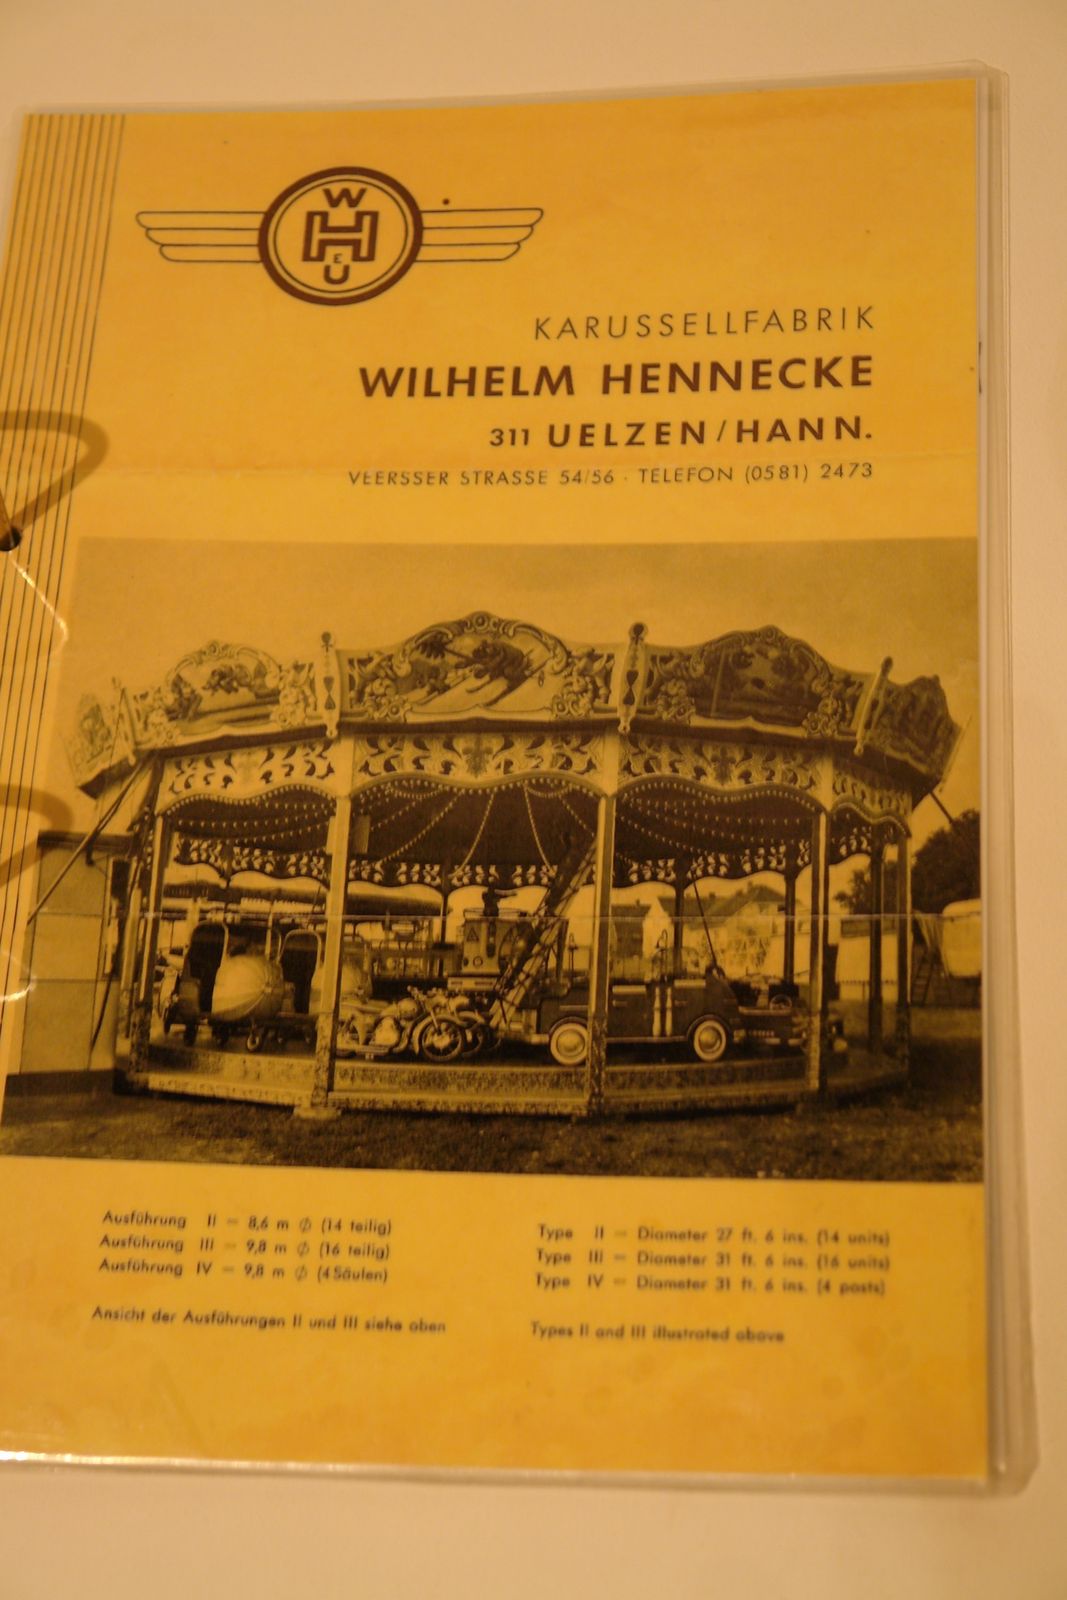 W
H
E
U
KARUSSELLFABRIK
WILHELM HENNECKE
311 UELZEN/HANN.
VEERSSER STRASSE 54/56 · TELEFON (0581) 2473
Ausführung II – 8,6 m ∅ (14 teilig)
Ausführung III – 9,8 m ∅ (16 teilig)
Ausführung IV – 9,8 m ∅ (4 Säulen)
Ansicht der Ausführungen II und III siehe oben
Type II – Diameter 27 ft. 6 ins. (14 units)
Type III – Diameter 31 ft. 6 ins. (16 units)
Type IV – Diameter 31 ft. 6 ins. (4 posts)
Types II and III illustrated above